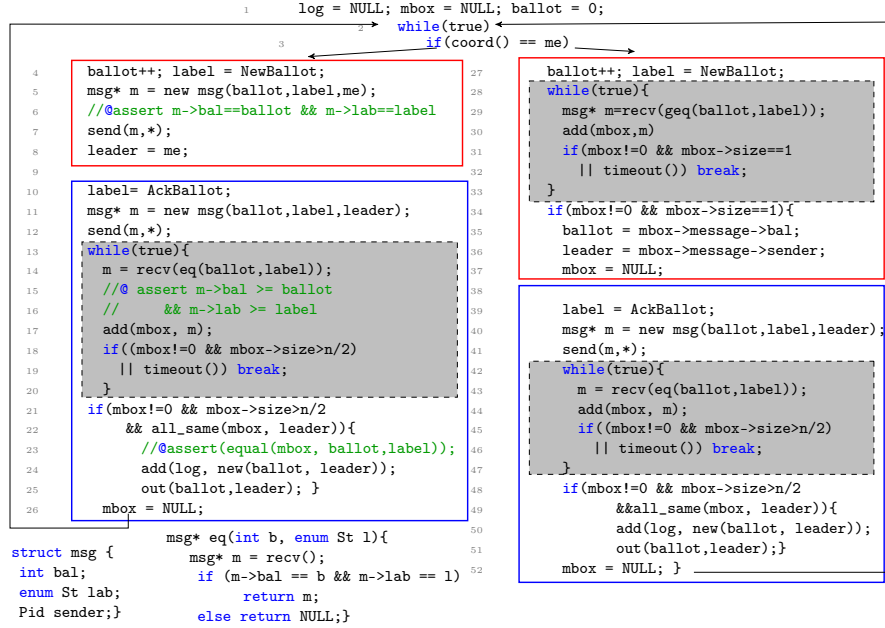 1 log = NULL; mbox = NULL; ballot = 0;
2 while(true)
3 if(coord() == me)
4 ballot++; label = NewBallot;
5 msg* m = new msg(ballot,label,me);
6 //@assert m->bal==ballot && m->lab==label
7 send(m,*);
8 leader = me;
9
10 label= AckBallot;
11 msg* m = new msg(ballot,label,leader);
12 send(m,*);
13 while(true){
14 m = recv(eq(ballot,label));
15 //@ assert m->bal >= ballot
16 // && m->lab >= label
17 add(mbox, m);
18 if((mbox!=0 && mbox->size>n/2)
19 || timeout()) break;
20 }
21 if(mbox!=0 && mbox->size>n/2
22 && all_same(mbox, leader)){
23 //@assert(equal(mbox, ballot,label));
24 add(log, new(ballot, leader));
25 out(ballot,leader); }
26 mbox = NULL;
27 ballot++; label = NewBallot;
28 while(true){
29 msg* m=recv(geq(ballot,label));
30 add(mbox,m)
31 if(mbox!=0 && mbox->size==1
32 || timeout()) break;
33 }
34 if(mbox!=0 && mbox->size==1){
35 ballot = mbox->message->bal;
36 leader = mbox->message->sender;
37 mbox = NULL;
38
39 label = AckBallot;
40 msg* m = new msg(ballot,label,leader);
41 send(m,*);
42 while(true){
43 m = recv(eq(ballot,label));
44 add(mbox, m);
45 if((mbox!=0 && mbox->size>n/2)
46 || timeout()) break;
47 }
48 if(mbox!=0 && mbox->size>n/2
49 &&all_same(mbox, leader)){
50 add(log, new(ballot, leader));
51 out(ballot,leader);}
52 mbox = NULL; }
struct msg {
int bal;
enum St lab;
Pid sender;}
msg* eq(int b, enum St l){
msg* m = recv();
if (m->bal == b && m->lab == l)
return m;
else return NULL;}